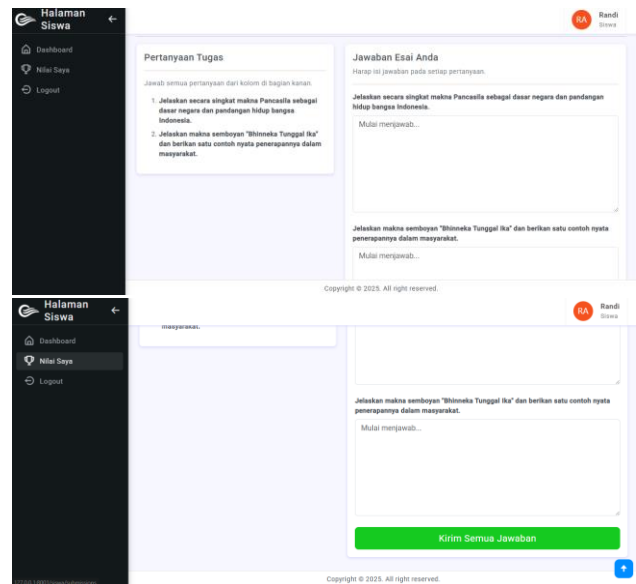 Halaman
Siswa
Dashboard
Nilai Saya
Logout
RA
Randi
Siswa
Pertanyaan Tugas
Jawab semua pertanyaan dari kolom di bagian kanan.
1. Jelaskan secara singkat makna Pancasila sebagai
dasar negara dan pandangan hidup bangsa
Indonesia.
2. Jelaskan makna semboyan "Bhinneka Tunggal Ika"
dan berikan satu contoh nyata penerapannya dalam
masyarakat.
Jawaban Esai Anda
Harap isi jawaban pada setiap pertanyaan.
Jelaskan secara singkat makna Pancasila sebagai dasar negara dan pandangan
hidup bangsa Indonesia.
Mulai menjawab...
Jelaskan makna semboyan "Bhinneka Tunggal Ika" dan berikan satu contoh nyata
penerapannya dalam masyarakat.
Mulai menjawab...
Copyright © 2025. All right reserved.
Halaman
Siswa
Dashboard
Nilai Saya
Logout
RA
Randi
Siswa
masyarakat.
Jelaskan makna semboyan "Bhinneka Tunggal Ika" dan berikan satu contoh nyata
penerapannya dalam masyarakat.
Mulai menjawab...
Kirim Semua Jawaban
Copyright © 2025. All right reserved.